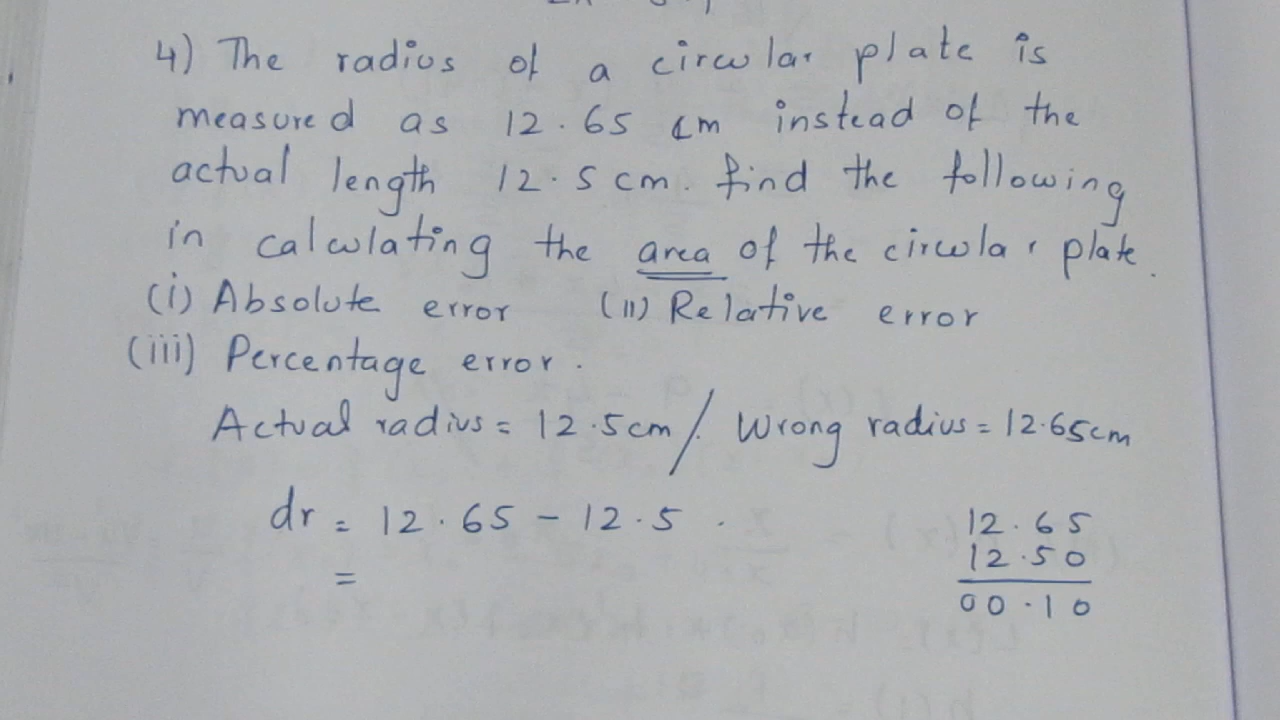 4) The radius of a circular plate is
measured as 12.65 cm instead of the
actual length 12.5 cm. find the following
in calculating the area of the circular plate.
(i) Absolute error (ii) Relative error
(iii) Percentage error.
Actual radius = 12.5cm / Wrong radius = 12.65cm
dr = 12.65 - 12.5 .
=
12.65
12.50
00.10